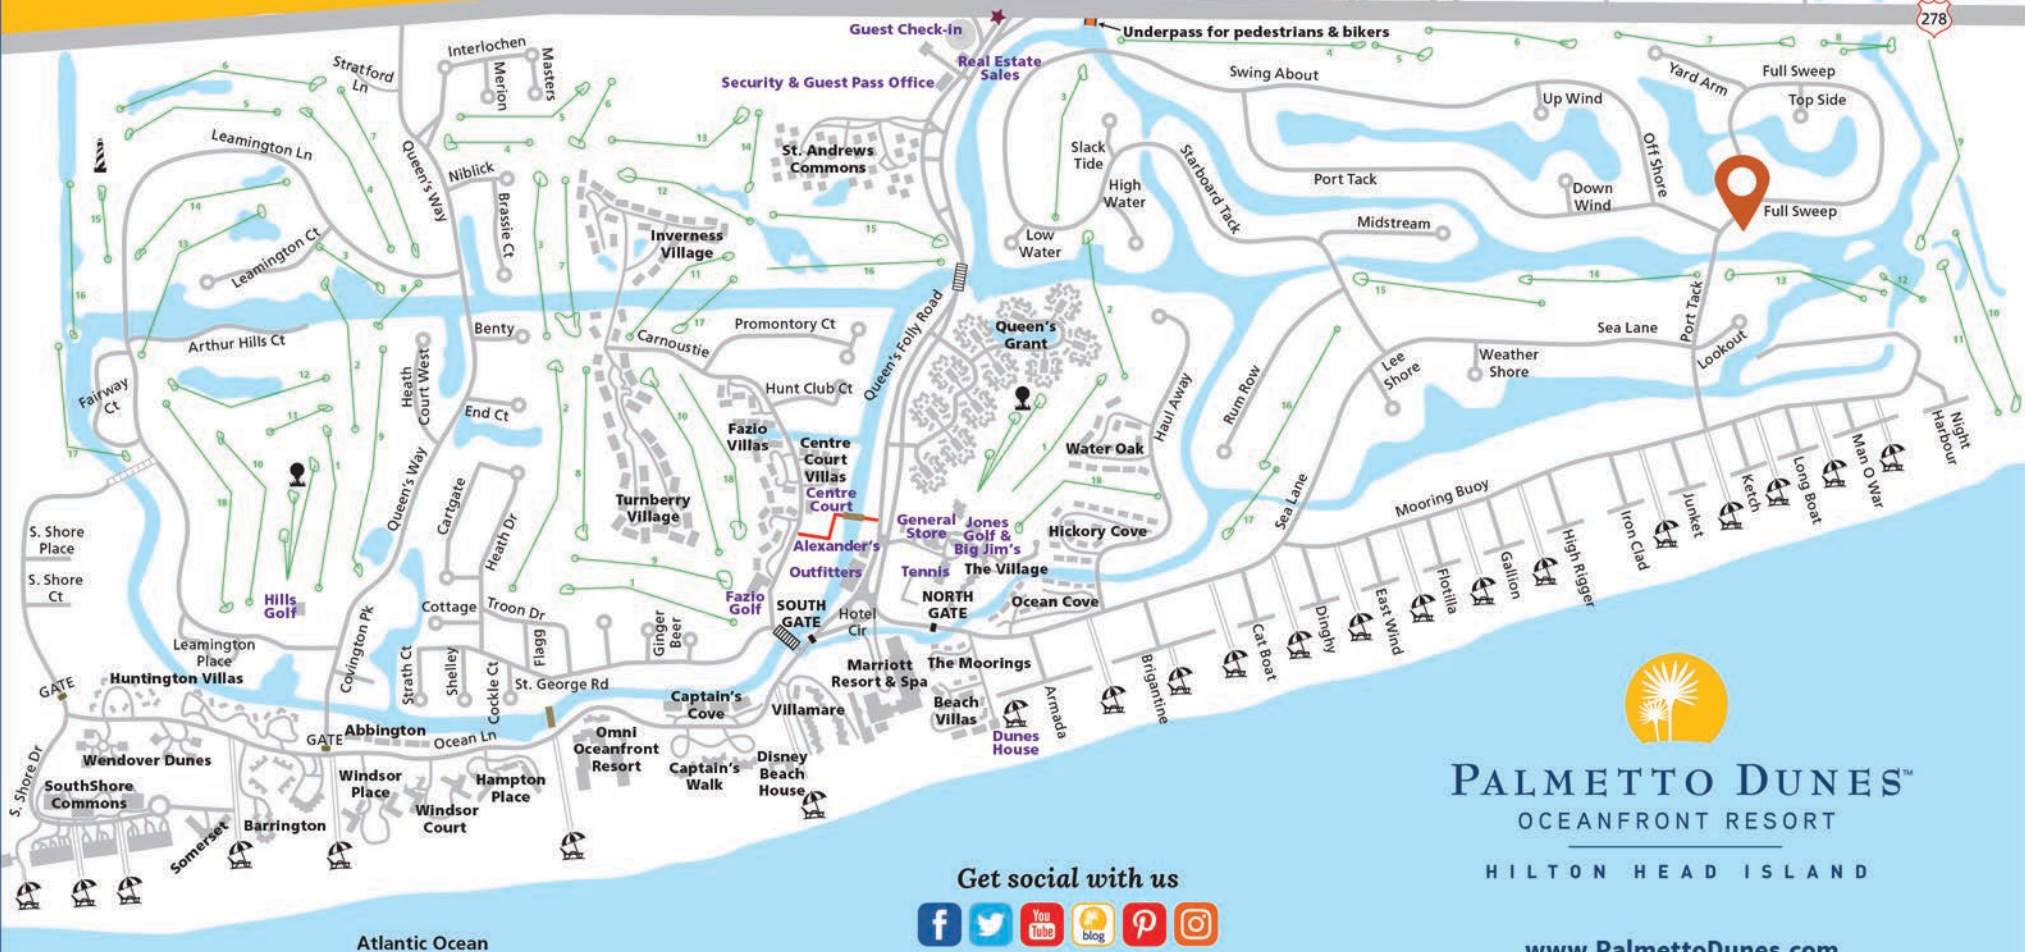 278
Guest Check-in
Underpass for pedestrians & bikers
Real Estate
Sales
Security & Guest Pass Office
Interlochen
Masters
Merion
Stratford
Ln
Swing About
Up Wind
Yard Arm
Full Sweep
Top Side
Leamington Ln
Queen's Way
Niblick
Brassie Ct
St. Andrews
Commons
Slack
Tide
High
Water
Low
Water
Starboard Tack
Port Tack
Off Shore
Down
Wind
Full Sweep
Midstream
Leamington Ct
Inverness
Village
Queen's Folly Road
Arthur Hills Ct
Benty
Carnoustie
Promontory Ct
Queen's
Grant
Sea Lane
Port Tack
Lookout
Weather
Shore
Lee
Shore
Rum Row
Haul Away
Fairway
Ct
Heath
Court West
End Ct
Hunt Club Ct
Fazio
Villas
Centre
Court
Villas
Centre
Court
Water Oak
Night
Harbour
Man O War
Long Boat
Ketch
Junket
Iron Clad
High Rigger
Mooring Buoy
Sea Lane
Queen's Way
Cartgate
Heath Dr
Turnberry
Village
General
Store
Jones
Golf &
Big Jim's
Hickory Cove
Alexander's
Outfitters
Tennis
The Village
S. Shore
Place
S. Shore
Ct
Hills
Golf
Cottage
Troon Dr
Flagg
Ginger
Beer
Fazio
Golf
SOUTH
GATE
Hotel
Cir
NORTH
GATE
Ocean Cove
Gallion
Flotilla
East Wind
Dinghy
Cat Boat
Brigantine
Armada
Leamington
Place
Covington Pk
Strath Ct
Shelley
Cockle Ct
St. George Rd
Huntington Villas
GATE
Marriott
Resort & Spa
The Moorings
Captain's
Cove
Villamare
Beach
Villas
Dunes
House
Abbington
GATE
Ocean Ln
Omni
Oceanfront
Resort
Captain's
Walk
Disney
Beach
House
S. Shore Dr
Wendover Dunes
SouthShore
Commons
Windsor
Place
Hampton
Place
Windsor
Court
Barrington
Somerset
PALMETTO DUNES™
OCEANFRONT RESORT
HILTON HEAD ISLAND
Get social with us
You
Tube
blog
Atlantic Ocean
www.PalmettoDunes.com